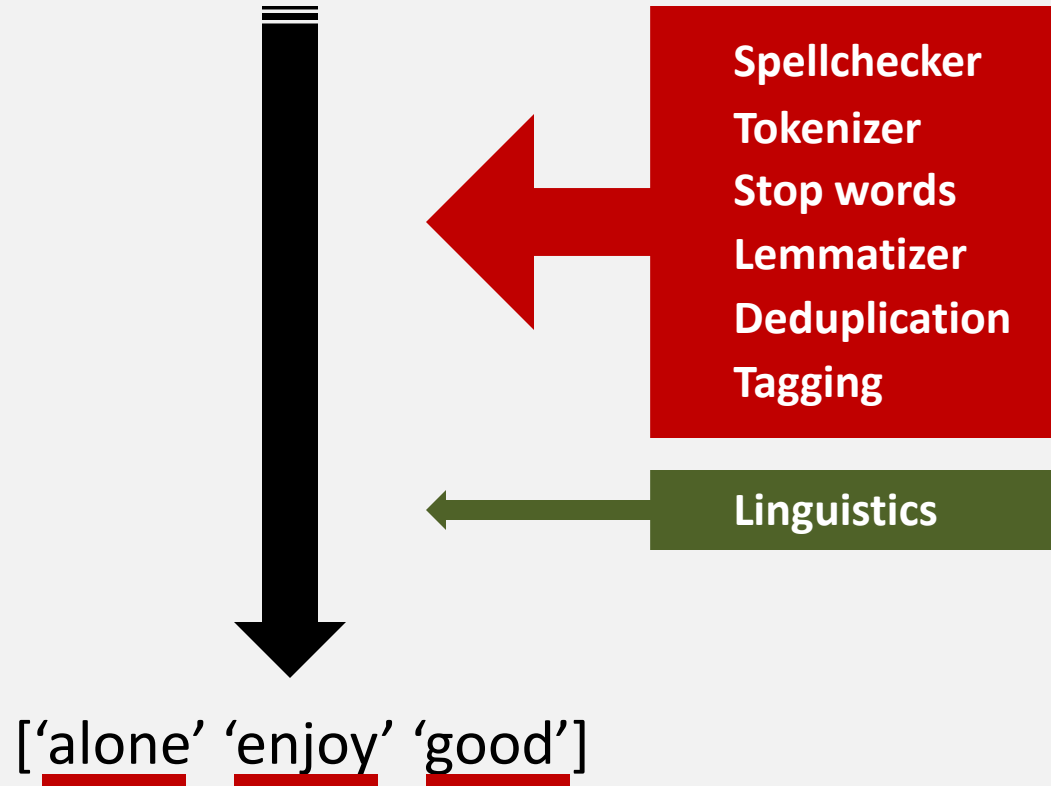 Spellchecker
Tokenizer
Stop words
Lemmatizer
Deduplication
Tagging
Linguistics
[‘alone’ ‘enjoy’ ‘good’]